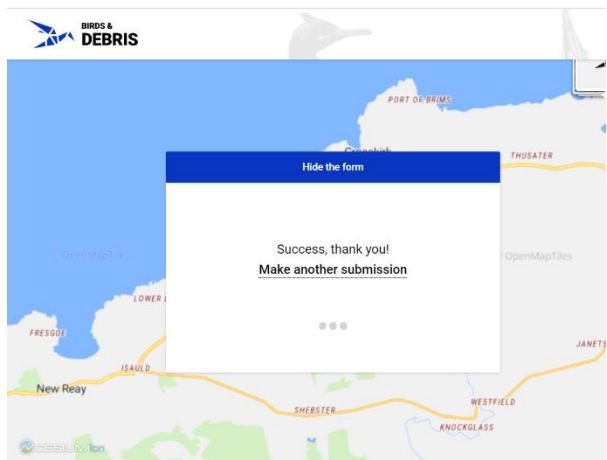 BIRDS &
DEBRIS
PORT OF BRIMS
THUSATER
Hide the form
OpenMapTiles
OpenMapTiles
Success, thank you!
Make another submission
LOWER
FRESGOE
JANETS
ISAULD
New Reay
WESTFIELD
SHEBSTER
KNOCKGLASS
CESIUM ion